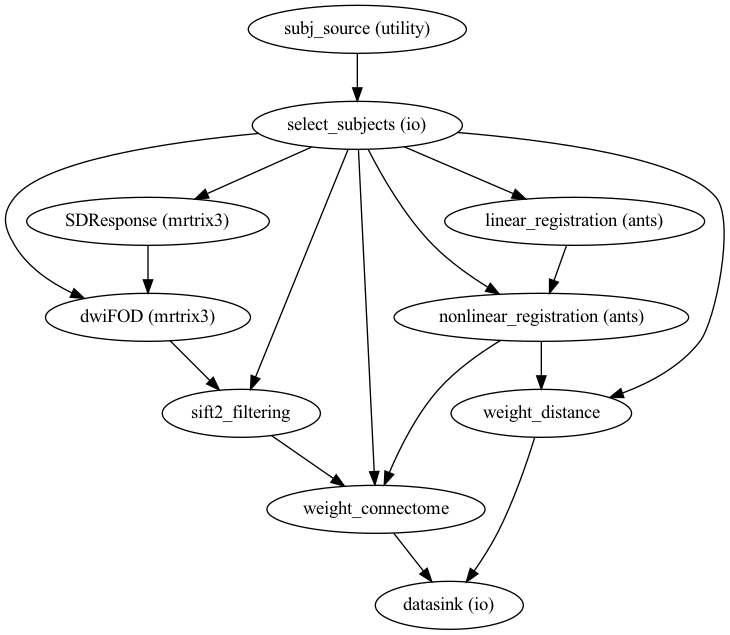 subj_source (utility)
select_subjects (io)
SDResponse (mrtrix3)
linear_registration (ants)
dwiFOD (mrtrix3)
nonlinear_registration (ants)
sift2_filtering
weight_distance
weight_connectome
datasink (io)